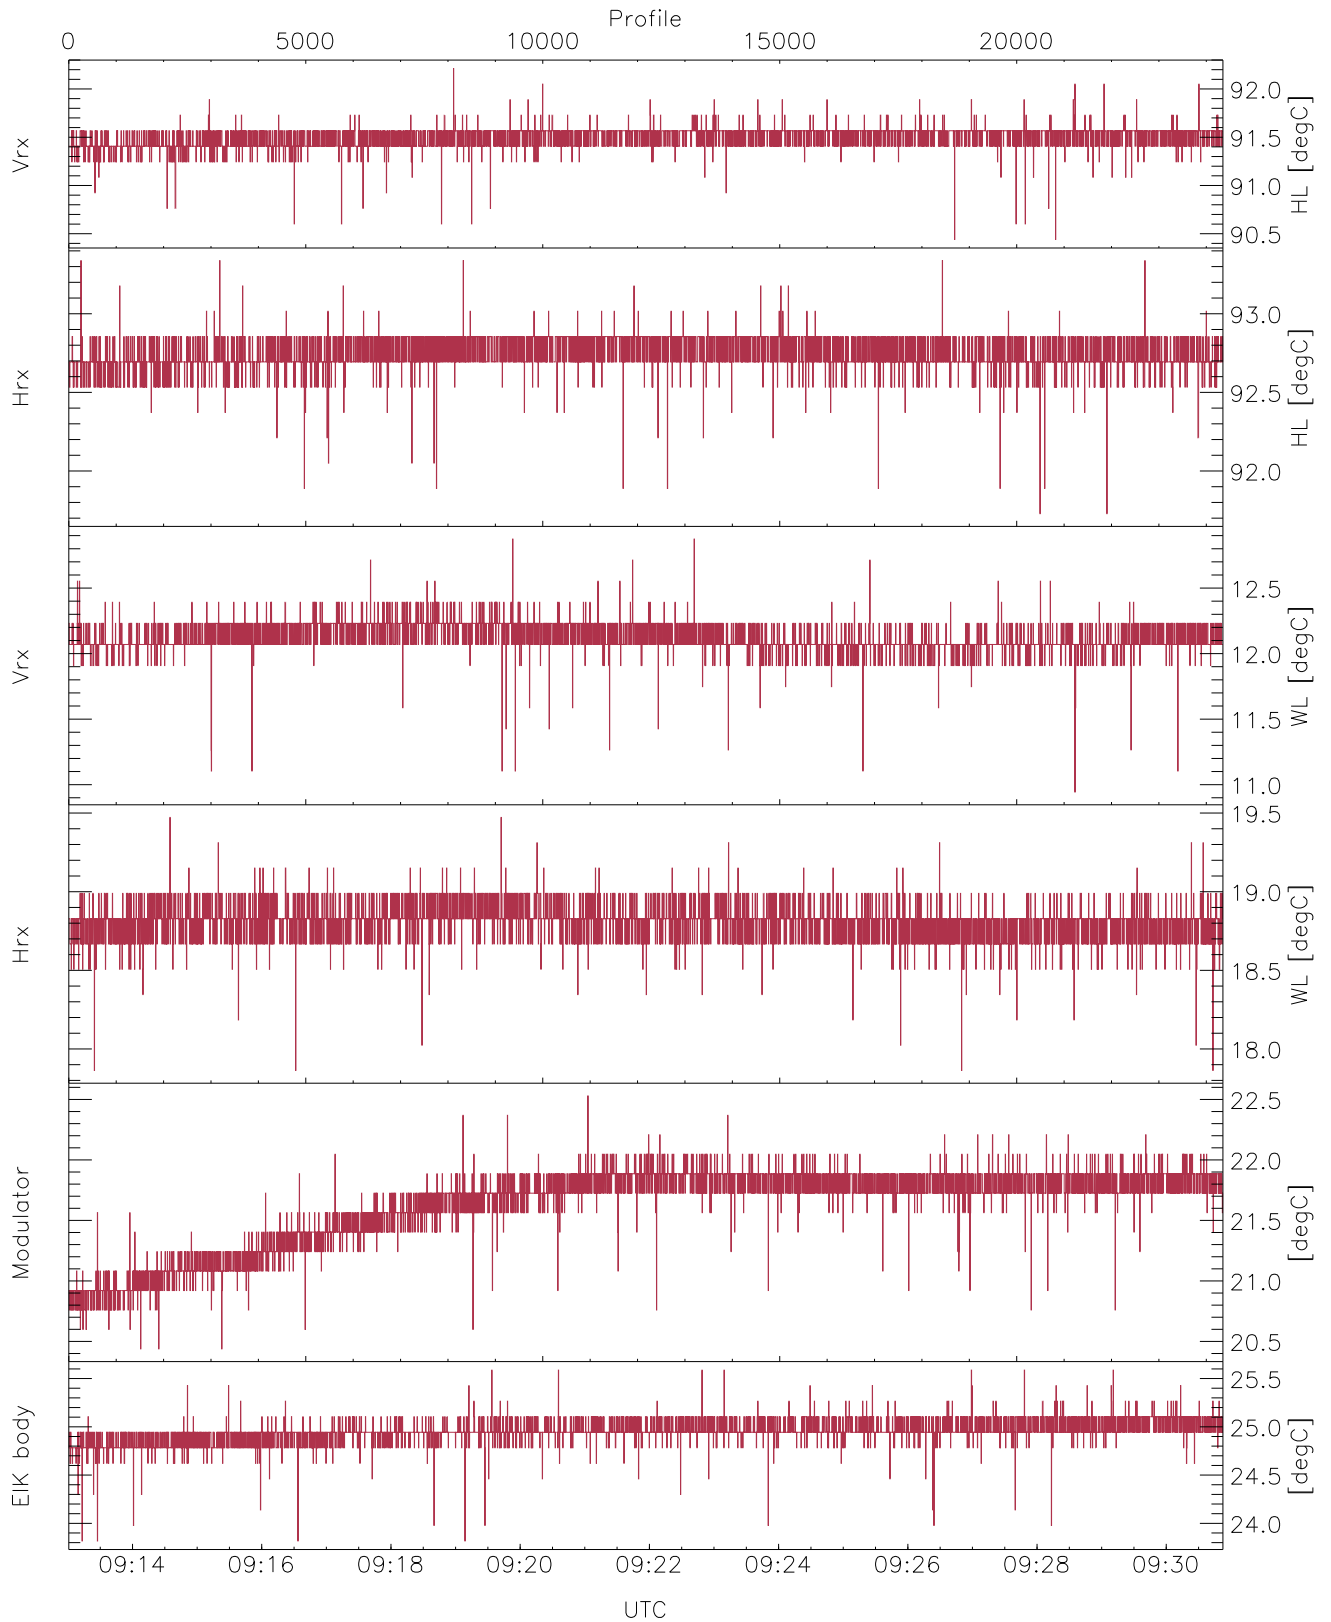 Profile
0 5000 10000 15000 20000
Vrx
92.0
91.5
91.0
90.5
HL [degC]
Hrx
93.0
92.5
92.0
HL [degC]
Vrx
12.5
12.0
11.5
11.0
WL [degC]
Hrx
19.5
19.0
18.5
18.0
WL [degC]
Modulator
22.5
22.0
21.5
21.0
20.5
[degC]
EIK body
25.5
25.0
24.5
24.0
[degC]
09:14 09:16 09:18 09:20 09:22 09:24 09:26 09:28 09:30
UTC